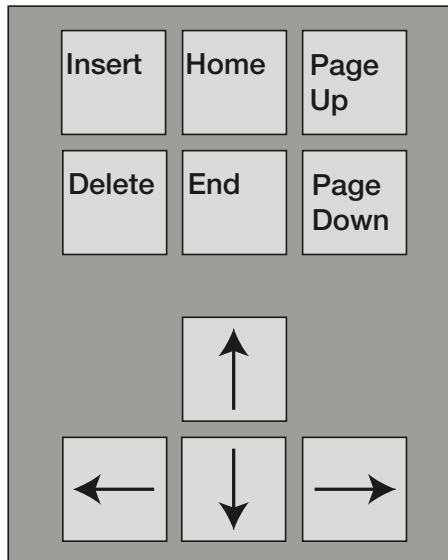 Insert
Home
Page
Up
Delete
End
Page
Down